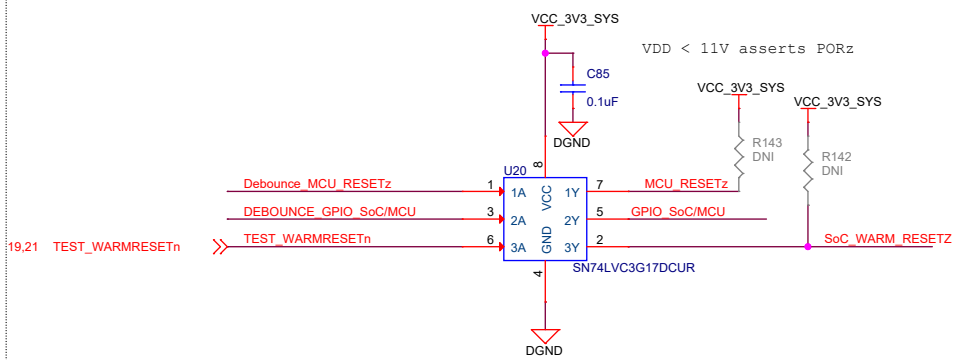 VCC_3V3_SYS
VDD < 11V asserts PORz
C85
0.1uF
DGND
VCC_3V3_SYS
VCC_3V3_SYS
R143
DNI
R142
DNI
U20
8
VCC
Debounce_MCU_RESETz
1
1A
1Y
7
MCU_RESETz
DEBOUNCE_GPIO_SoC/MCU
3
2A
2Y
5
GPIO_SoC/MCU
19,21
TEST_WARMRESETn
TEST_WARMRESETn
6
3A
GND
3Y
2
SoC_WARM_RESETZ
SN74LVC3G17DCUR
4
DGND